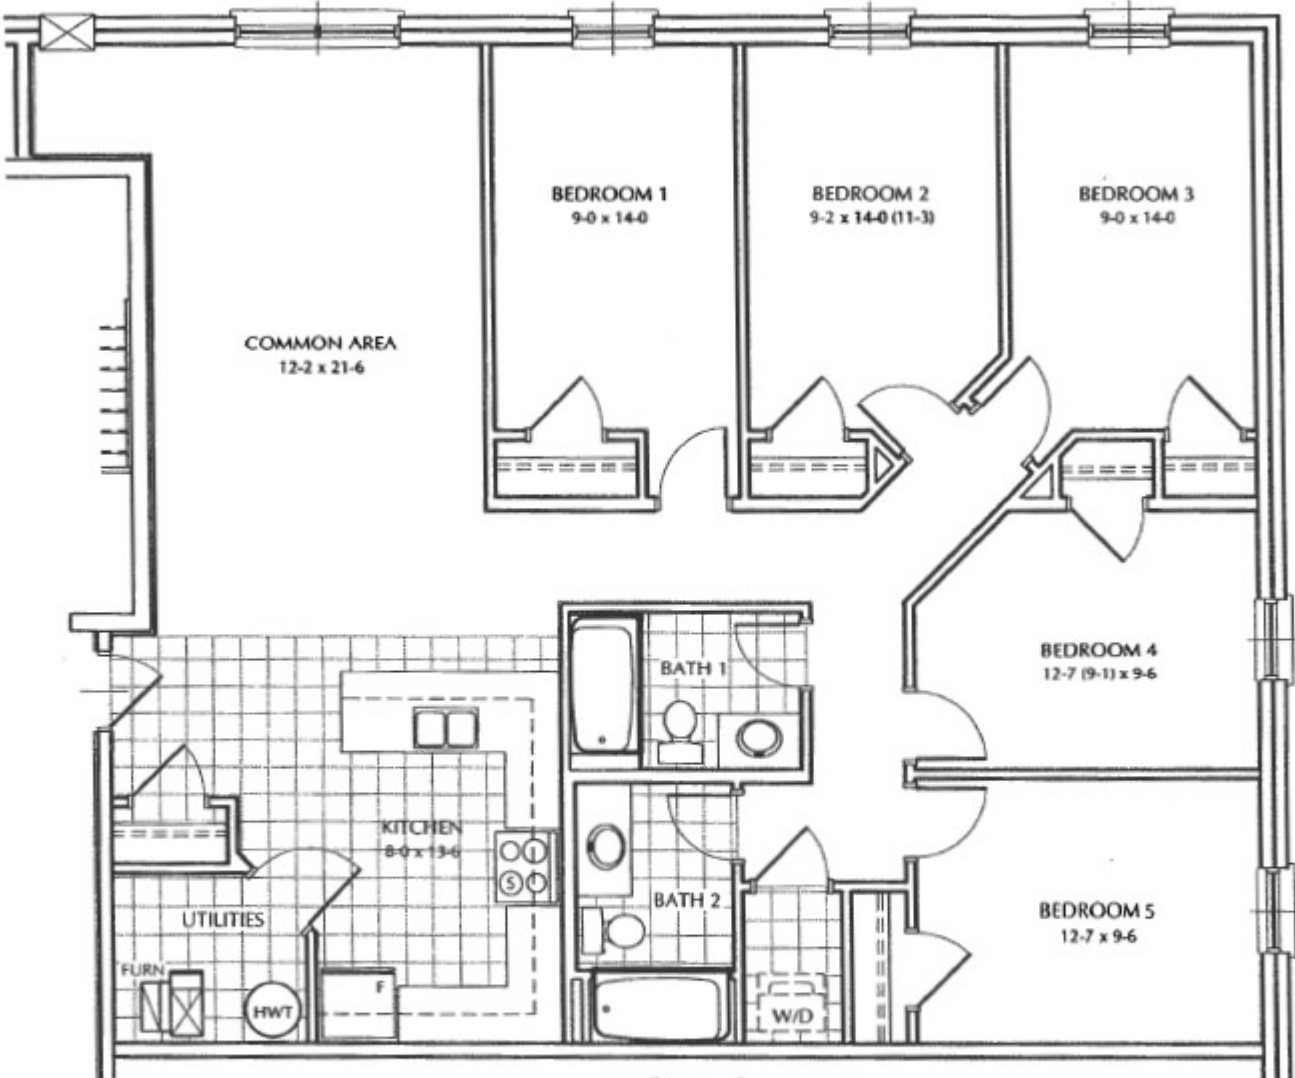 BEDROOM 1
9-0 x 14-0
BEDROOM 2
9-2 x 14-0 (11-3)
BEDROOM 3
9-0 x 14-0
COMMON AREA
12-2 x 21-6
BEDROOM 4
12-7 (9-1) x 9-6
BATH 1
KITCHEN
8-0 x 13-6
S
BATH 2
BEDROOM 5
12-7 x 9-6
UTILITIES
FURN
F
HWT
W/D